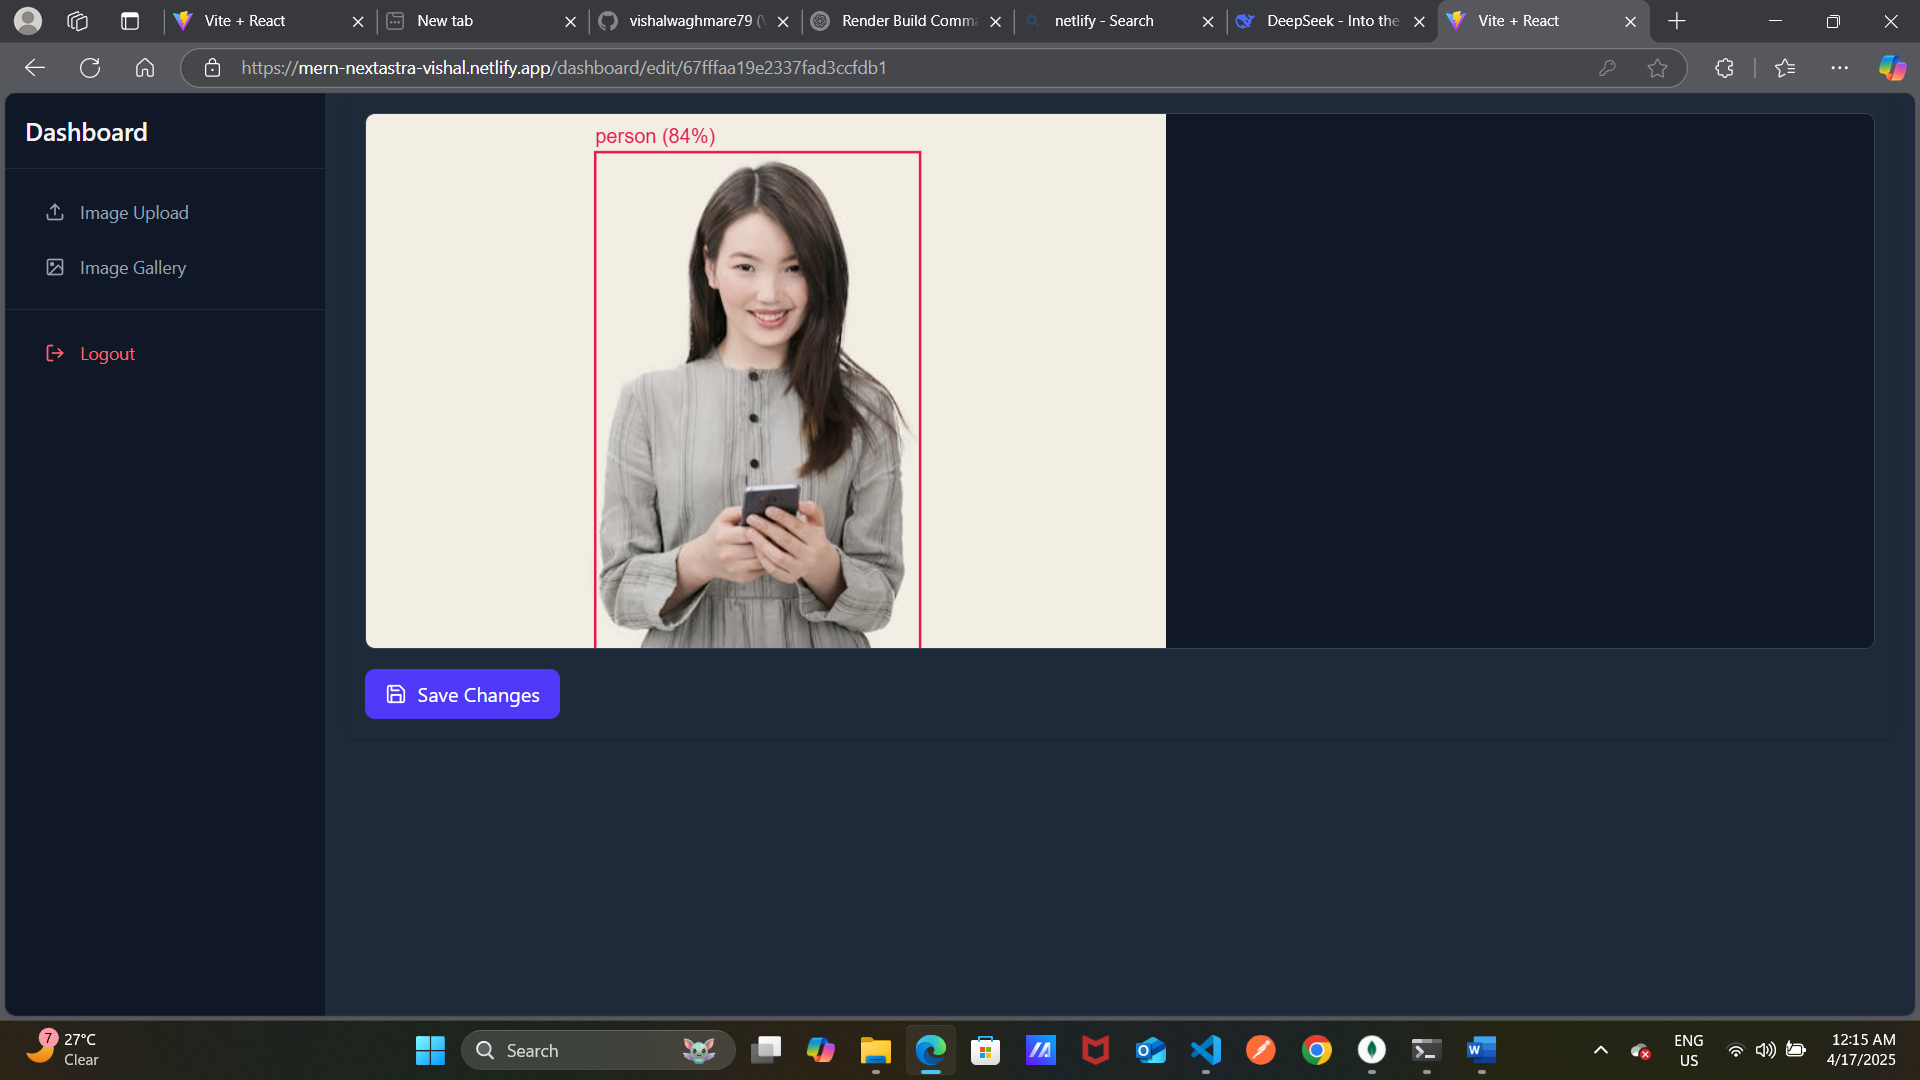 Vite + React
New tab
vishalwaghmare79 (
Render Build Comma
netlify - Search
DeepSeek - Into the
Vite + React
https://mern-nextastra-vishal.netlify.app/dashboard/edit/67fffaa19e2337fad3ccfdb1
Dashboard
Image Upload
Image Gallery
Logout
person (84%)
Save Changes
7
27°C
Clear
Search
ENG
US
12:15 AM
4/17/2025